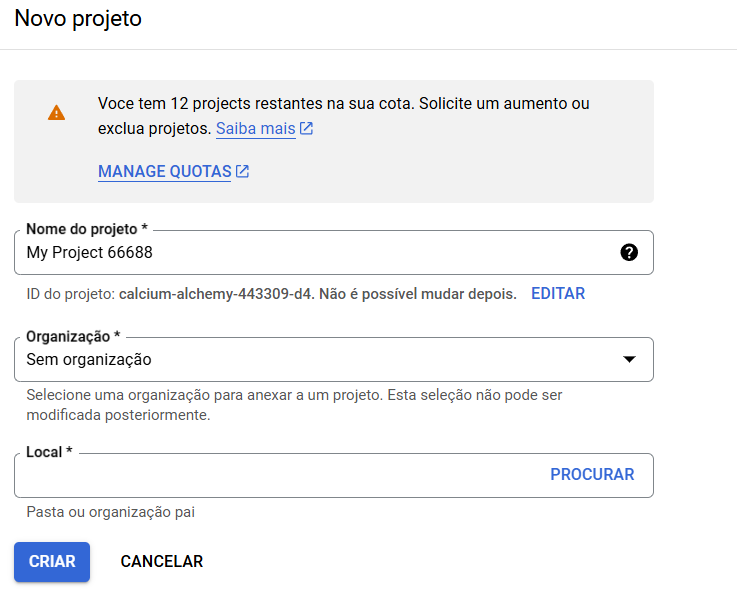 Novo projeto
Voce tem 12 projects restantes na sua cota. Solicite um aumento ou
exclua projetos. Saiba mais
MANAGE QUOTAS
Nome do projeto *
My Project 66688
ID do projeto: calcium-alchemy-443309-d4. Não é possível mudar depois. EDITAR
Organização *
Sem organização
Selecione uma organização para anexar a um projeto. Esta seleção não pode ser
modificada posteriormente.
Local *
PROCURAR
Pasta ou organização pai
CRIAR CANCELAR